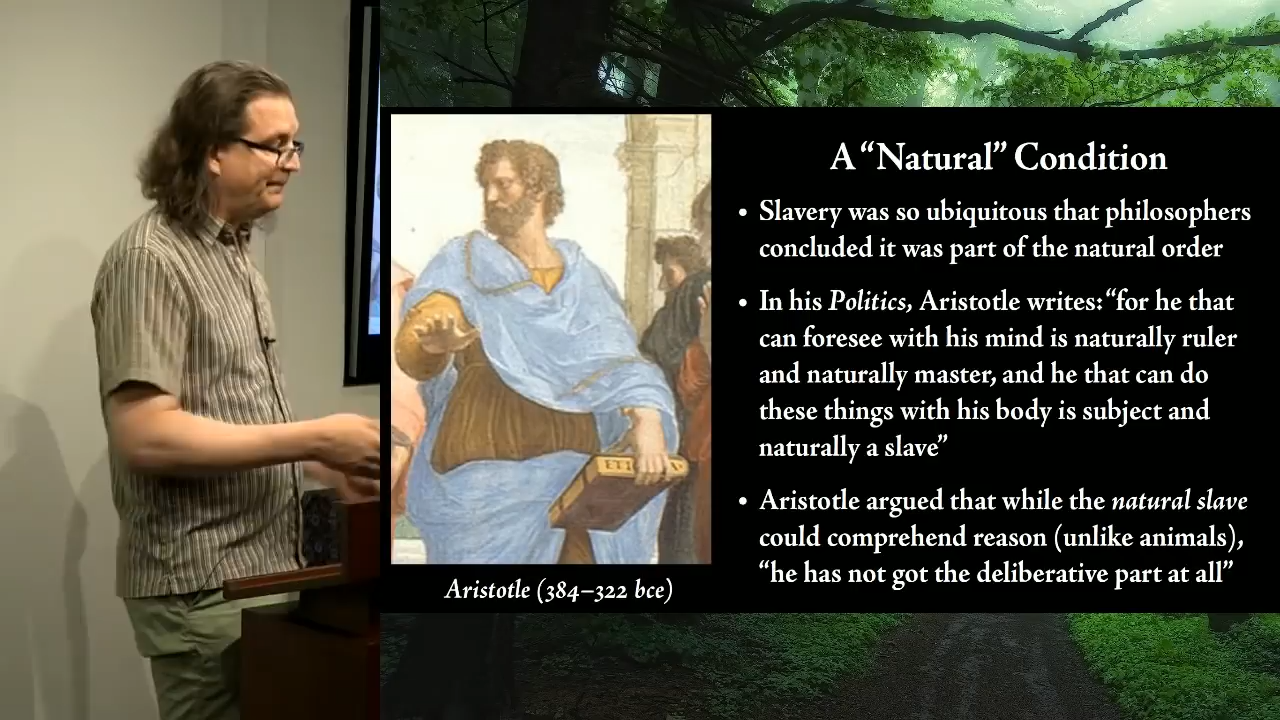 A “Natural” Condition
• Slavery was so ubiquitous that philosophers
concluded it was part of the natural order
• In his Politics, Aristotle writes: “for he that
can foresee with his mind is naturally ruler
and naturally master, and he that can do
these things with his body is subject and
naturally a slave”
• Aristotle argued that while the natural slave
could comprehend reason (unlike animals),
“he has not got the deliberative part at all”
Aristotle (384–322 bce)